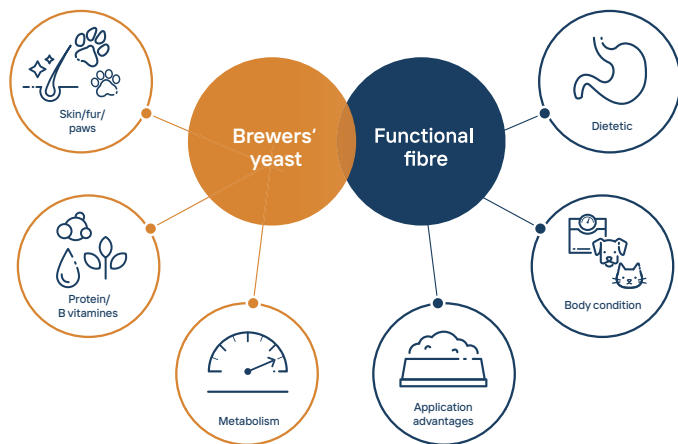 Skin/fur/
paws
Brewers‘
yeast
Functional
fibre
Dietetic
Protein/
B vitamines
Body condition
Metabolism
Application
advantages